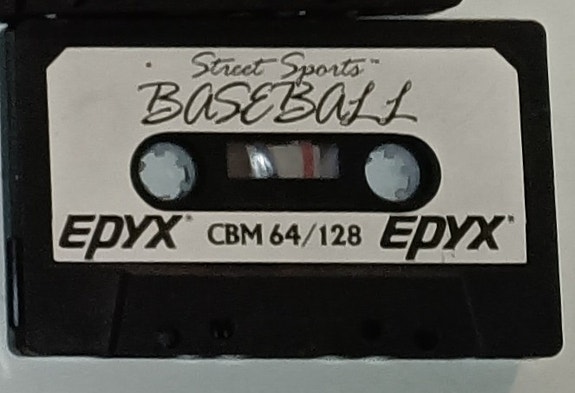 Street Sports™
BASEBALL
EPYX® CBM 64/128 EPYX®